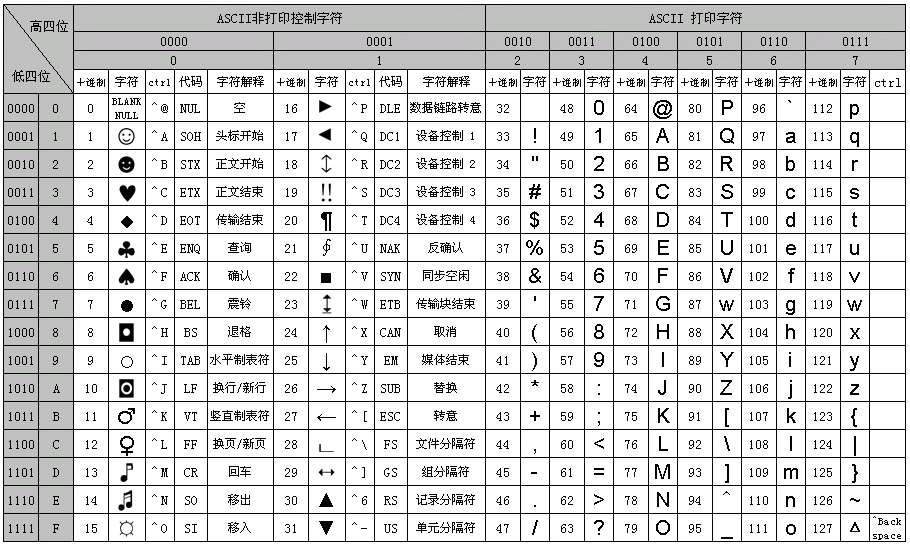 高四位 ASCII非打印控制字符 ASCII 打印字符
0000 0001 0010 0011 0100 0101 0110 0111
低四位 0 1 2 3 4 5 6 7
十进制 字符 ctrl 代码 字符解释 十进制 字符 ctrl 代码 字符解释 十进制 字符 十进制 字符 十进制 字符 十进制 字符 十进制 字符 十进制 字符 ctrl
0000 0 0 BLANK NULL ^@ NUL 空 16 ► ^P DLE 数据链路转意 32 48 0 64 @ 80 P 96 ` 112 p
0001 1 1 ☺ ^A SOH 头标开始 17 ◄ ^Q DC1 设备控制 1 33 ! 49 1 65 A 81 Q 97 a 113 q
0010 2 2 ☻ ^B STX 正文开始 18 ↕ ^R DC2 设备控制 2 34 " 50 2 66 B 82 R 98 b 114 r
0011 3 3 ♥ ^C ETX 正文结束 19 ‼ ^S DC3 设备控制 3 35 # 51 3 67 C 83 S 99 c 115 s
0100 4 4 ♦ ^D EOT 传输结束 20 ¶ ^T DC4 设备控制 4 36 $ 52 4 68 D 84 T 100 d 116 t
0101 5 5 ♣ ^E ENQ 查询 21 ∮ ^U NAK 反确认 37 % 53 5 69 E 85 U 101 e 117 u
0110 6 6 ♠ ^F ACK 确认 22 ■ ^V SYN 同步空闲 38 & 54 6 70 F 86 V 102 f 118 v
0111 7 7 ● ^G BEL 震铃 23 ↨ ^W ETB 传输块结束 39 ' 55 7 71 G 87 w 103 g 119 w
1000 8 8 ◘ ^H BS 退格 24 ↑ ^X CAN 取消 40 ( 56 8 72 H 88 X 104 h 120 x
1001 9 9 ○ ^I TAB 水平制表符 25 ↓ ^Y EM 媒体结束 41 ) 57 9 73 I 89 Y 105 i 121 y
1010 A 10 ◙ ^J LF 换行/新行 26 → ^Z SUB 替换 42 * 58 : 74 J 90 Z 106 j 122 z
1011 B 11 ♂ ^K VT 竖直制表符 27 ← ^[ ESC 转意 43 + 59 ; 75 K 91 [ 107 k 123 {
1100 C 12 ♀ ^L FF 换页/新页 28 ∟ ^\ FS 文件分隔符 44 , 60 < 76 L 92 \ 108 l 124 |
1101 D 13 ♪ ^M CR 回车 29 ↔ ^] GS 组分隔符 45 - 61 = 77 M 93 ] 109 m 125 }
1110 E 14 ♫ ^N SO 移出 30 ▲ ^6 RS 记录分隔符 46 . 62 > 78 N 94 ^ 110 n 126 ~
1111 F 15 ☼ ^O SI 移入 31 ▼ ^- US 单元分隔符 47 / 63 ? 79 O 95 _ 111 o 127 Δ ^Back space